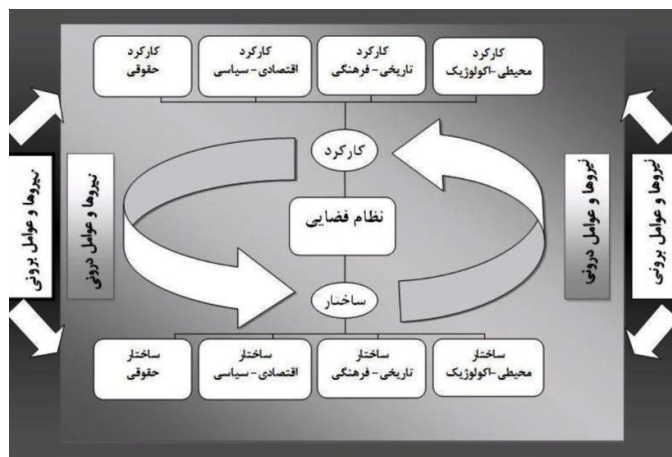 کارکرد
محیطی-اکولوژیک
کارکرد
تاریخی-فرهنگی
کارکرد
اقتصادی-سیاسی
کارکرد
حقوقی
کارکرد
نیروها و عوامل برونی
نیروها و عوامل درونی
نظام فضایی
نیروها و عوامل درونی
نیروها و عوامل برونی
ساختار
ساختار
محیطی-اکولوژیک
ساختار
تاریخی-فرهنگی
ساختار
اقتصادی-سیاسی
ساختار
حقوقی